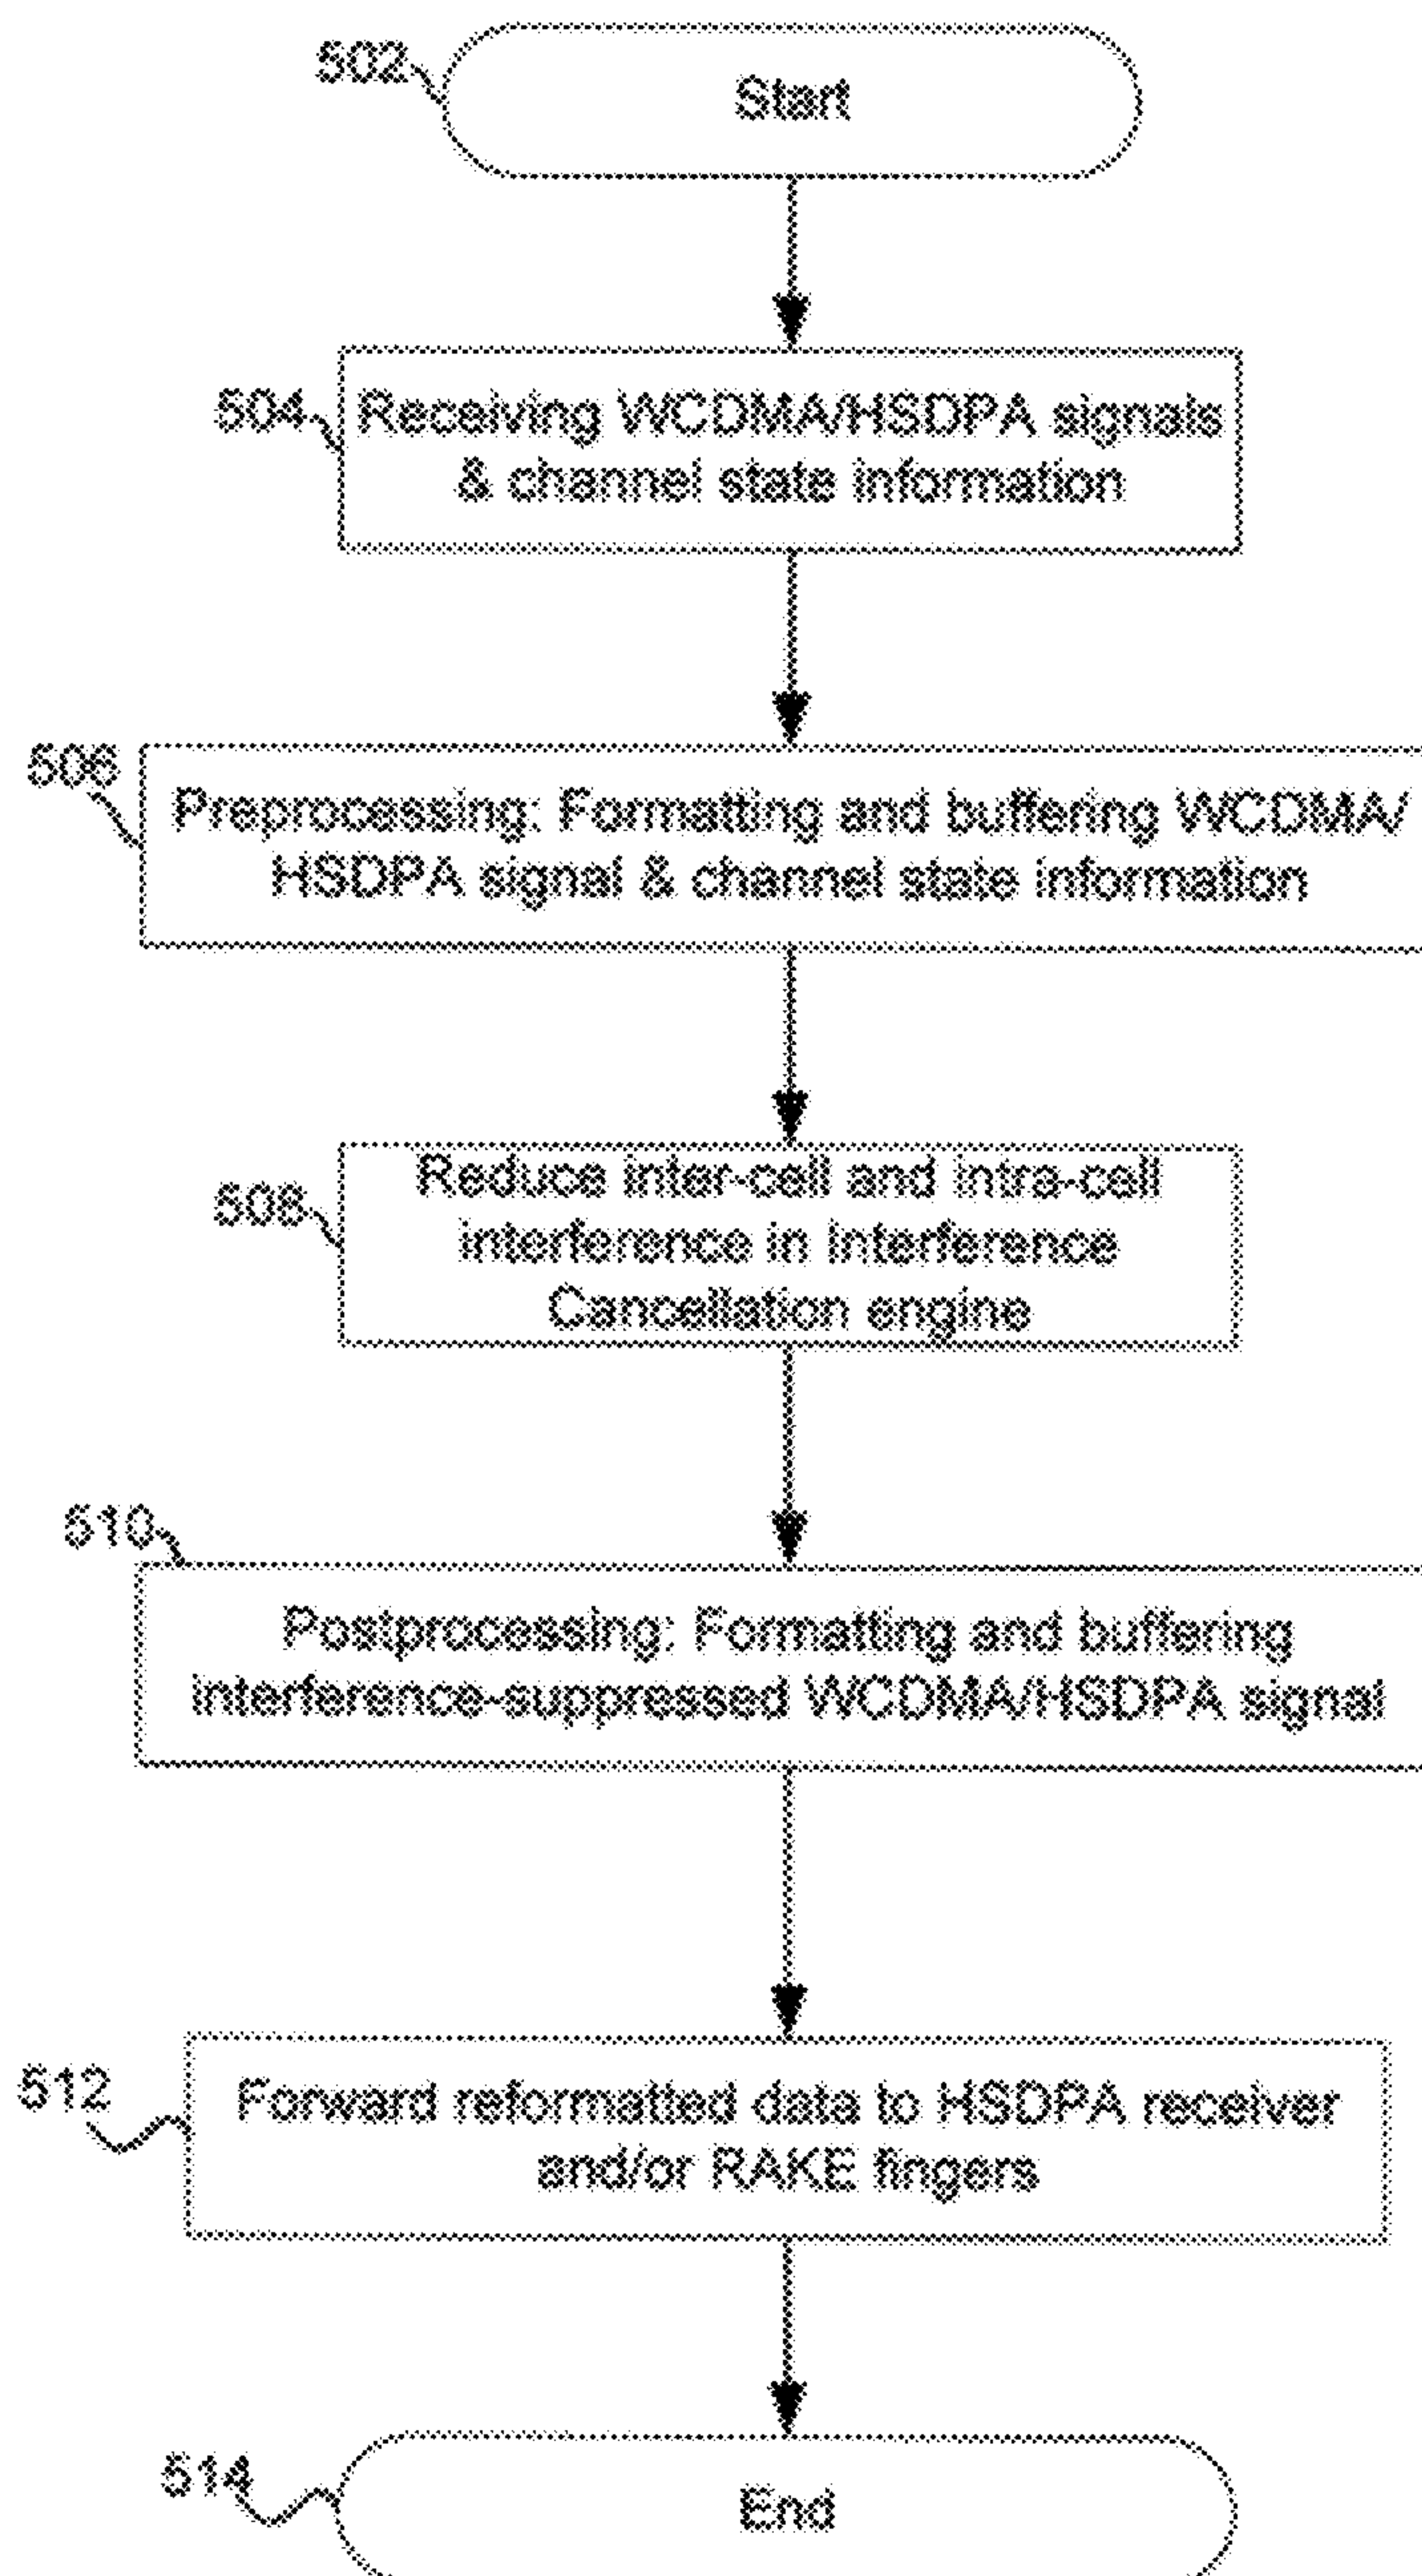 502
Start
504
Receiving WCDMA/HSDPA signals
& channel state information
506
Preprocessing: Formatting and buffering WCDMA/
HSDPA signal & channel state information
508
Reduce inter-cell and intra-cell
interference in Interference
Cancellation engine
510
Postprocessing: Formatting and buffering
interference-suppressed WCDMA/HSDPA signal
512
Forward reformatted data to HSDPA receiver
and/or RAKE fingers
514
End